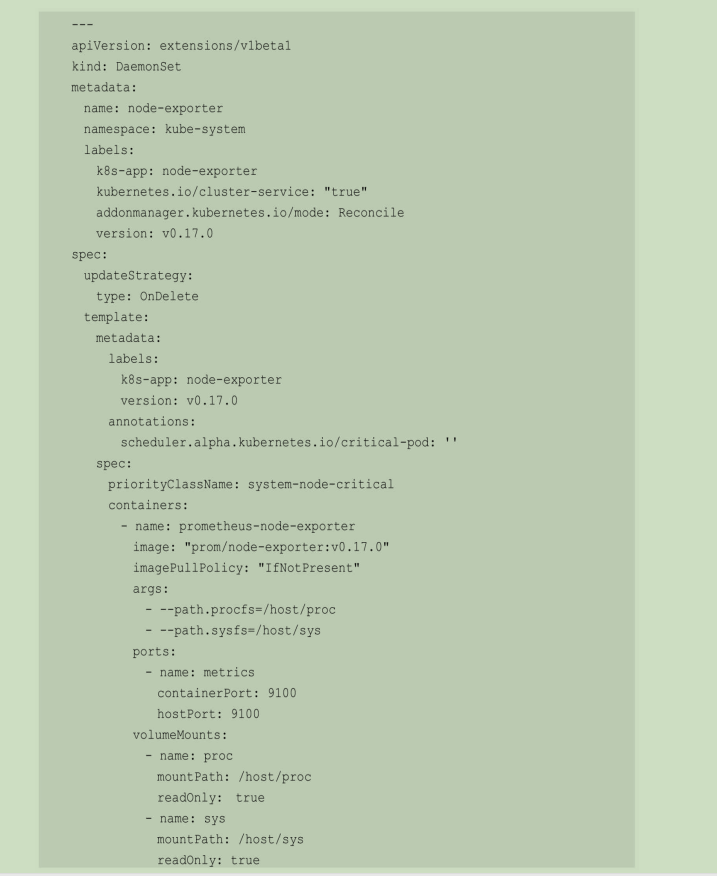 ---
apiVersion: extensions/v1beta1
kind: DaemonSet
metadata:
  name: node-exporter
  namespace: kube-system
  labels:
    k8s-app: node-exporter
    kubernetes.io/cluster-service: "true"
    addonmanager.kubernetes.io/mode: Reconcile
    version: v0.17.0
spec:
  updateStrategy:
    type: OnDelete
  template:
    metadata:
      labels:
        k8s-app: node-exporter
        version: v0.17.0
      annotations:
        scheduler.alpha.kubernetes.io/critical-pod: ''
    spec:
      priorityClassName: system-node-critical
      containers:
        - name: prometheus-node-exporter
          image: "prom/node-exporter:v0.17.0"
          imagePullPolicy: "IfNotPresent"
          args:
            - --path.procfs=/host/proc
            - --path.sysfs=/host/sys
          ports:
            - name: metrics
              containerPort: 9100
              hostPort: 9100
          volumeMounts:
            - name: proc
              mountPath: /host/proc
              readOnly:  true
            - name: sys
              mountPath: /host/sys
              readOnly: true